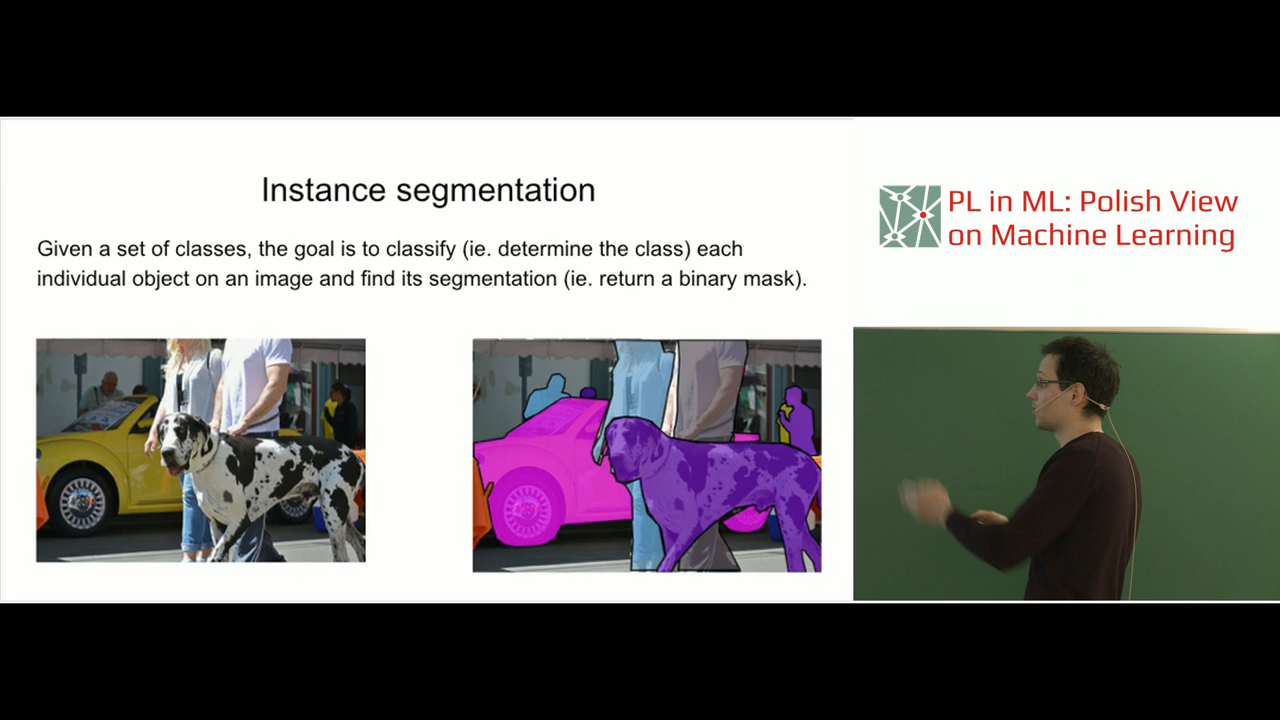 Instance segmentation
Given a set of classes, the goal is to classify (ie. determine the class) each
individual object on an image and find its segmentation (ie. return a binary mask).
PL in ML: Polish View
on Machine Learning